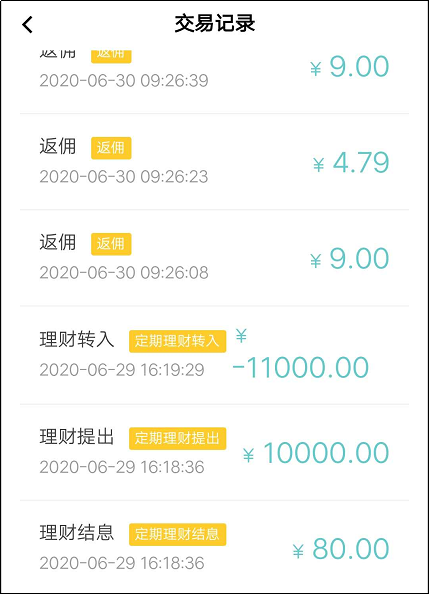 交易记录
返佣 返佣
2020-06-30 09:26:39
¥ 9.00
返佣 返佣
2020-06-30 09:26:23
¥ 4.79
返佣 返佣
2020-06-30 09:26:08
¥ 9.00
理财转入 定期理财转入
2020-06-29 16:19:29
¥
-11000.00
理财提出 定期理财提出
2020-06-29 16:18:36
¥ 10000.00
理财结息 定期理财结息
2020-06-29 16:18:36
¥ 80.00